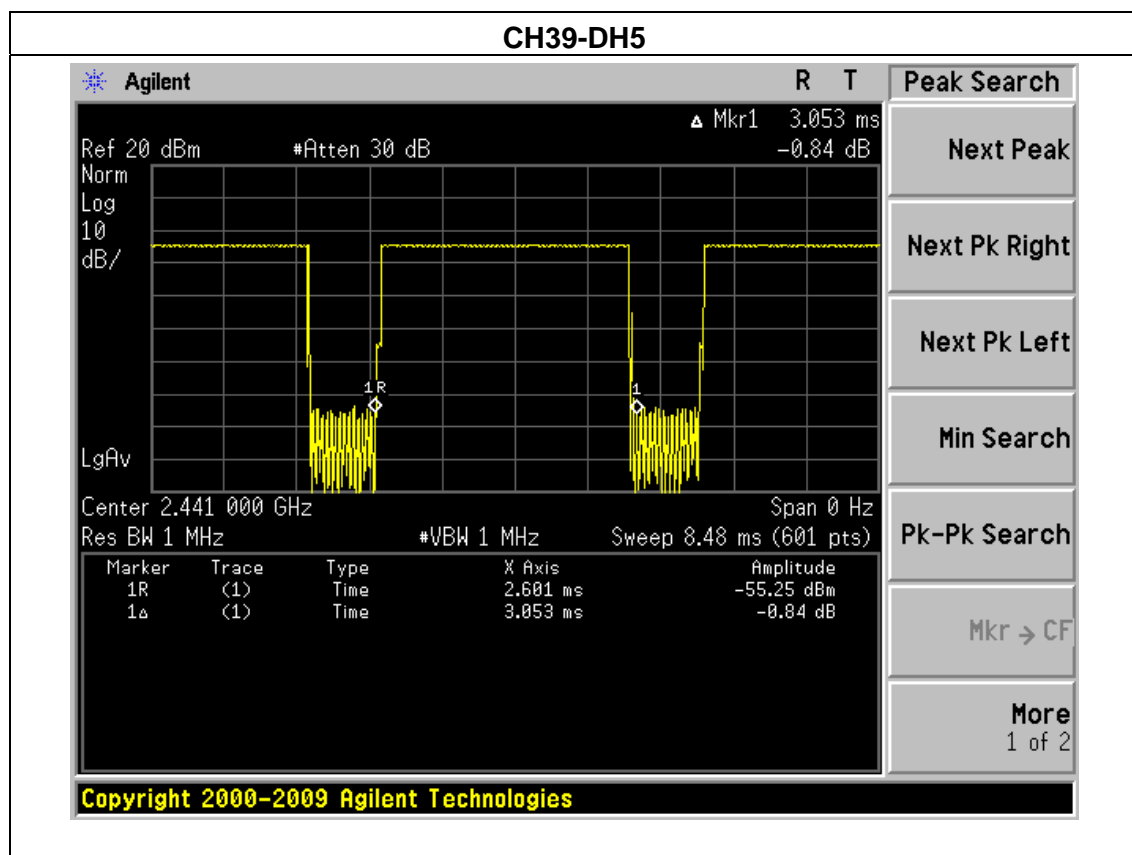 CH39-DH5
Agilent R T Peak Search
Δ Mkr1 3.053 ms
Ref 20 dBm #Atten 30 dB -0.84 dB
Norm
Log
10
dB/
1R
1
LgAv
Center 2.441 000 GHz Span 0 Hz
Res BW 1 MHz #VBW 1 MHz Sweep 8.48 ms (601 pts)
Marker Trace Type X Axis Amplitude
1R (1) Time 2.601 ms -55.25 dBm
1Δ (1) Time 3.053 ms -0.84 dB
Next Peak
Next Pk Right
Next Pk Left
Min Search
Pk-Pk Search
Mkr → CF
More
1 of 2
Copyright 2000-2009 Agilent Technologies